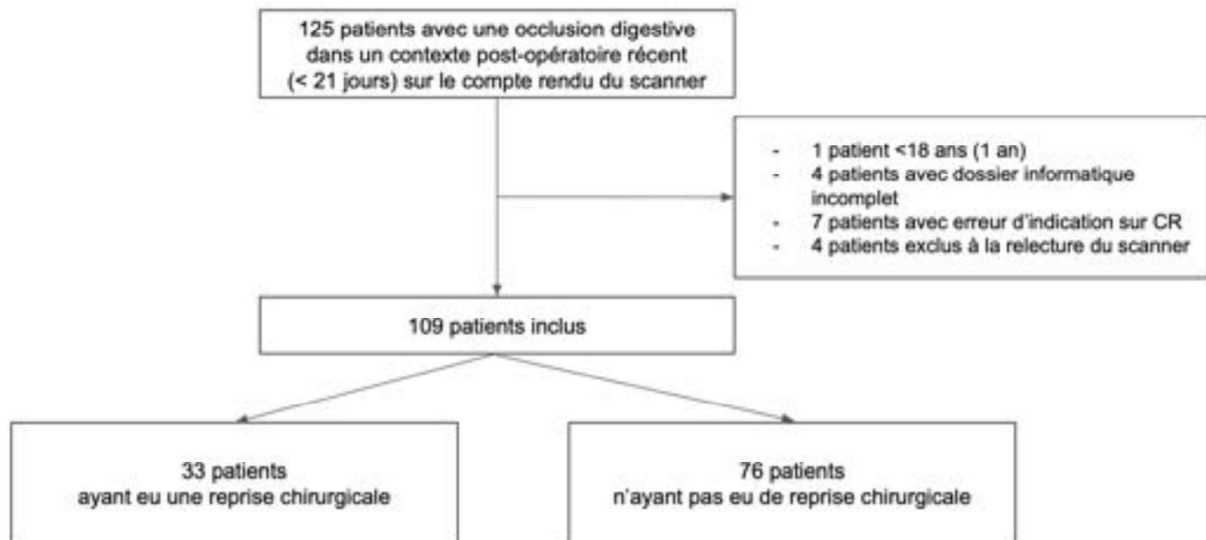 125 patients avec une occlusion digestive
dans un contexte post-opératoire récent
(< 21 jours) sur le compte rendu du scanner
- 1 patient <18 ans (1 an)
- 4 patients avec dossier informatique
incomplet
- 7 patients avec erreur d'indication sur CR
- 4 patients exclus à la relecture du scanner
109 patients inclus
33 patients
ayant eu une reprise chirurgicale
76 patients
n'ayant pas eu de reprise chirurgicale